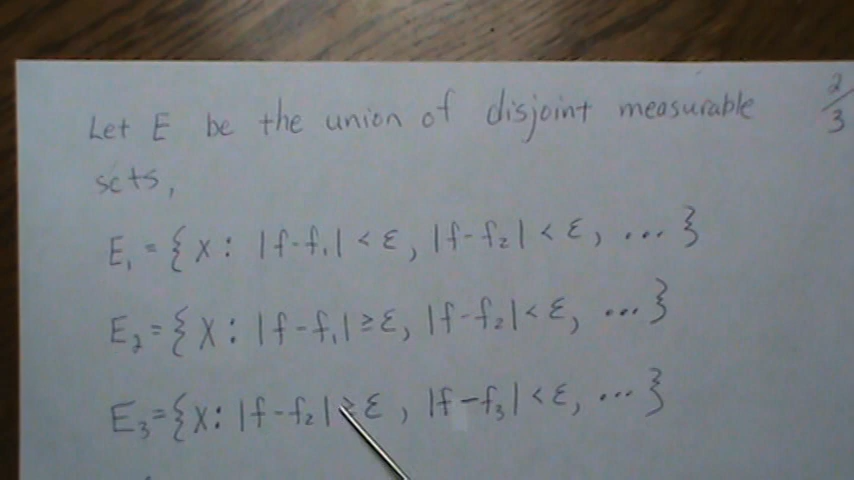 Let E be the union of disjoint measurable
2/3
sets,
E₁ = {x : |f-f₁| < ε, |f-f₂| < ε, ... }
E₂ = {x : |f-f₁| ≥ ε, |f-f₂| < ε, ... }
E₃ = {x : |f-f₂| ≥ ε, |f-f₃| < ε, ... }